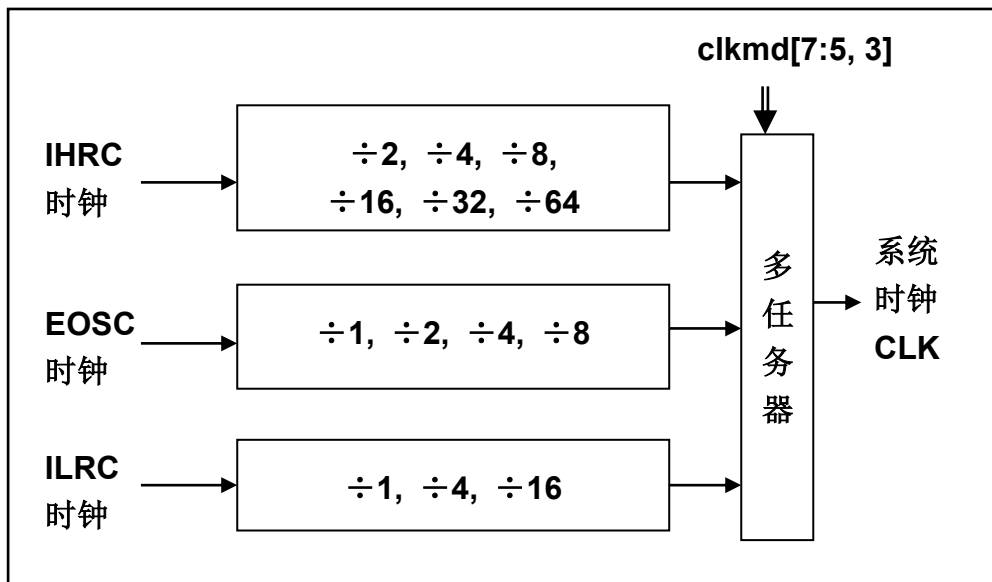 clkmd[7:5, 3]
IHRC
时钟
÷2, ÷4, ÷8,
÷16, ÷32, ÷64
EOSC
时钟
÷1, ÷2, ÷4, ÷8
ILRC
时钟
÷1, ÷4, ÷16
多
任
务
器
系统
时钟
CLK